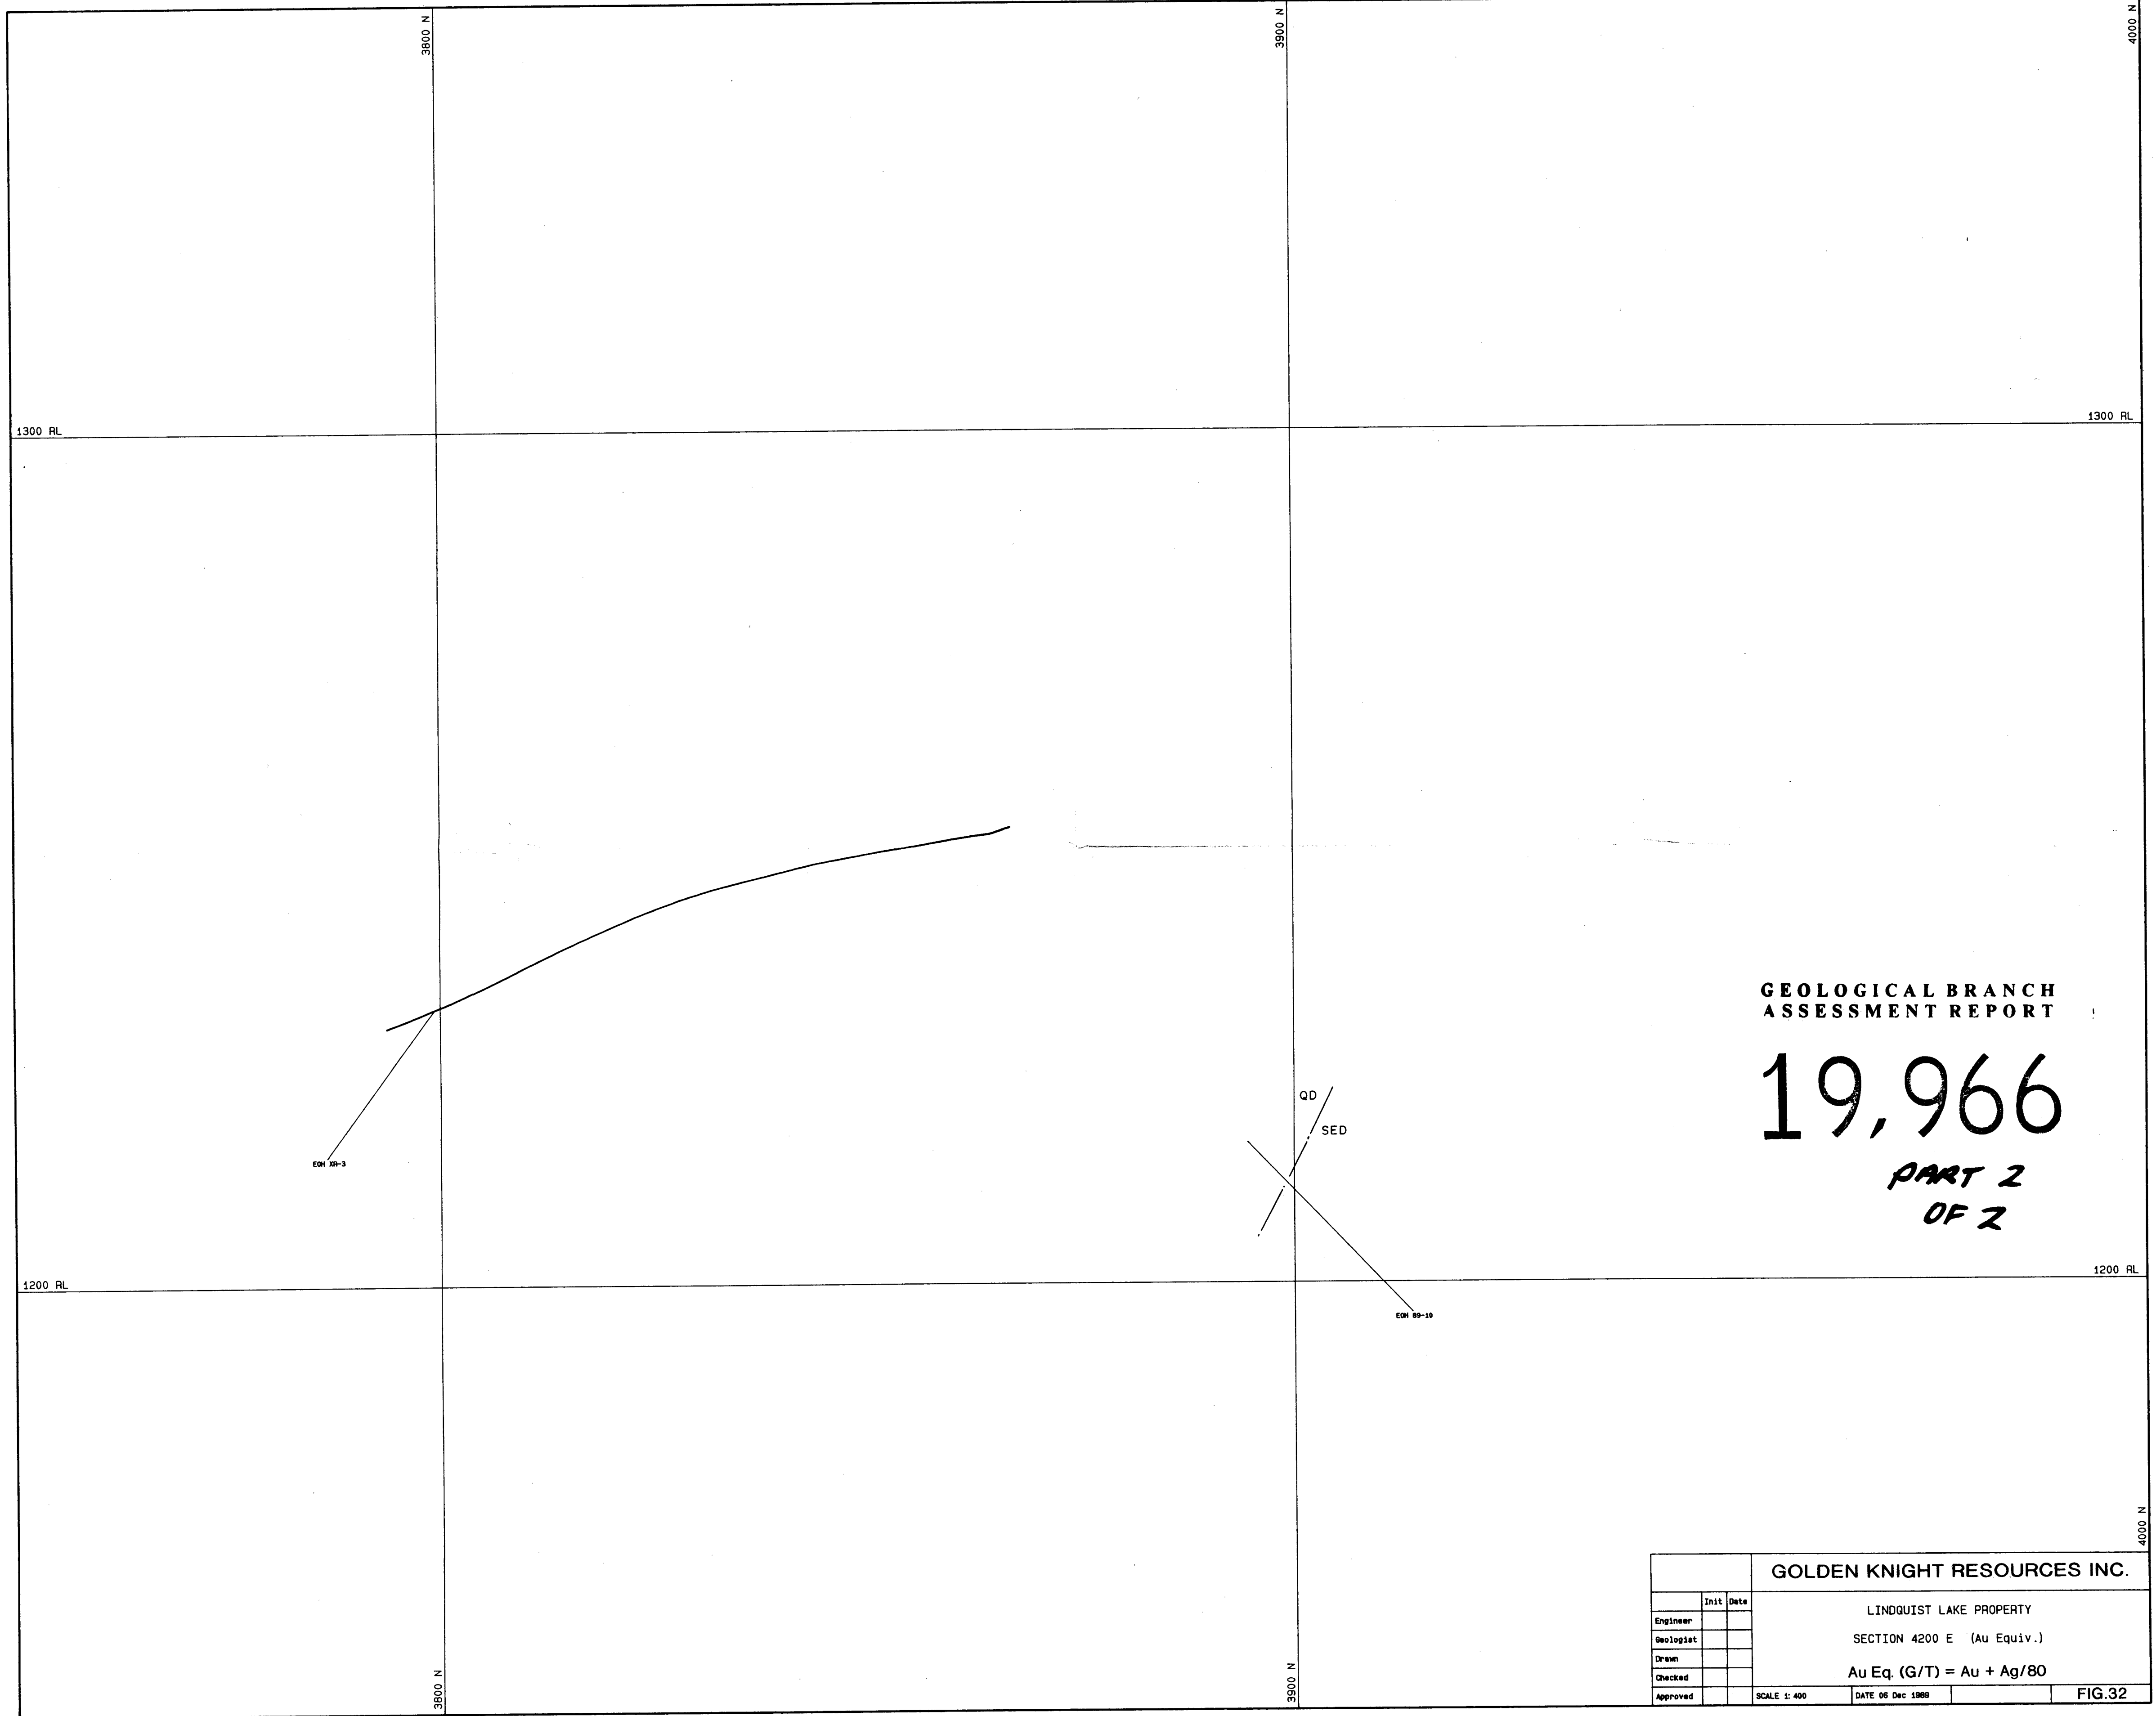 3800 N
3900 N
4000 N
1300 RL
1300 RL
GEOLOGICAL BRANCH
ASSESSMENT REPORT
19,966
PART 2
OF 2
QD
SED
EOH XR-3
1200 RL
1200 RL
EOH 89-10
4000 N
3800 N
3900 N
GOLDEN KNIGHT RESOURCES INC.
Init Date
Engineer
Geologist
Drawn
Checked
Approved
LINDQUIST LAKE PROPERTY
SECTION 4200 E (Au Equiv.)
Au Eq. (G/T) = Au + Ag/80
SCALE 1: 400 DATE 06 Dec 1989 FIG.32